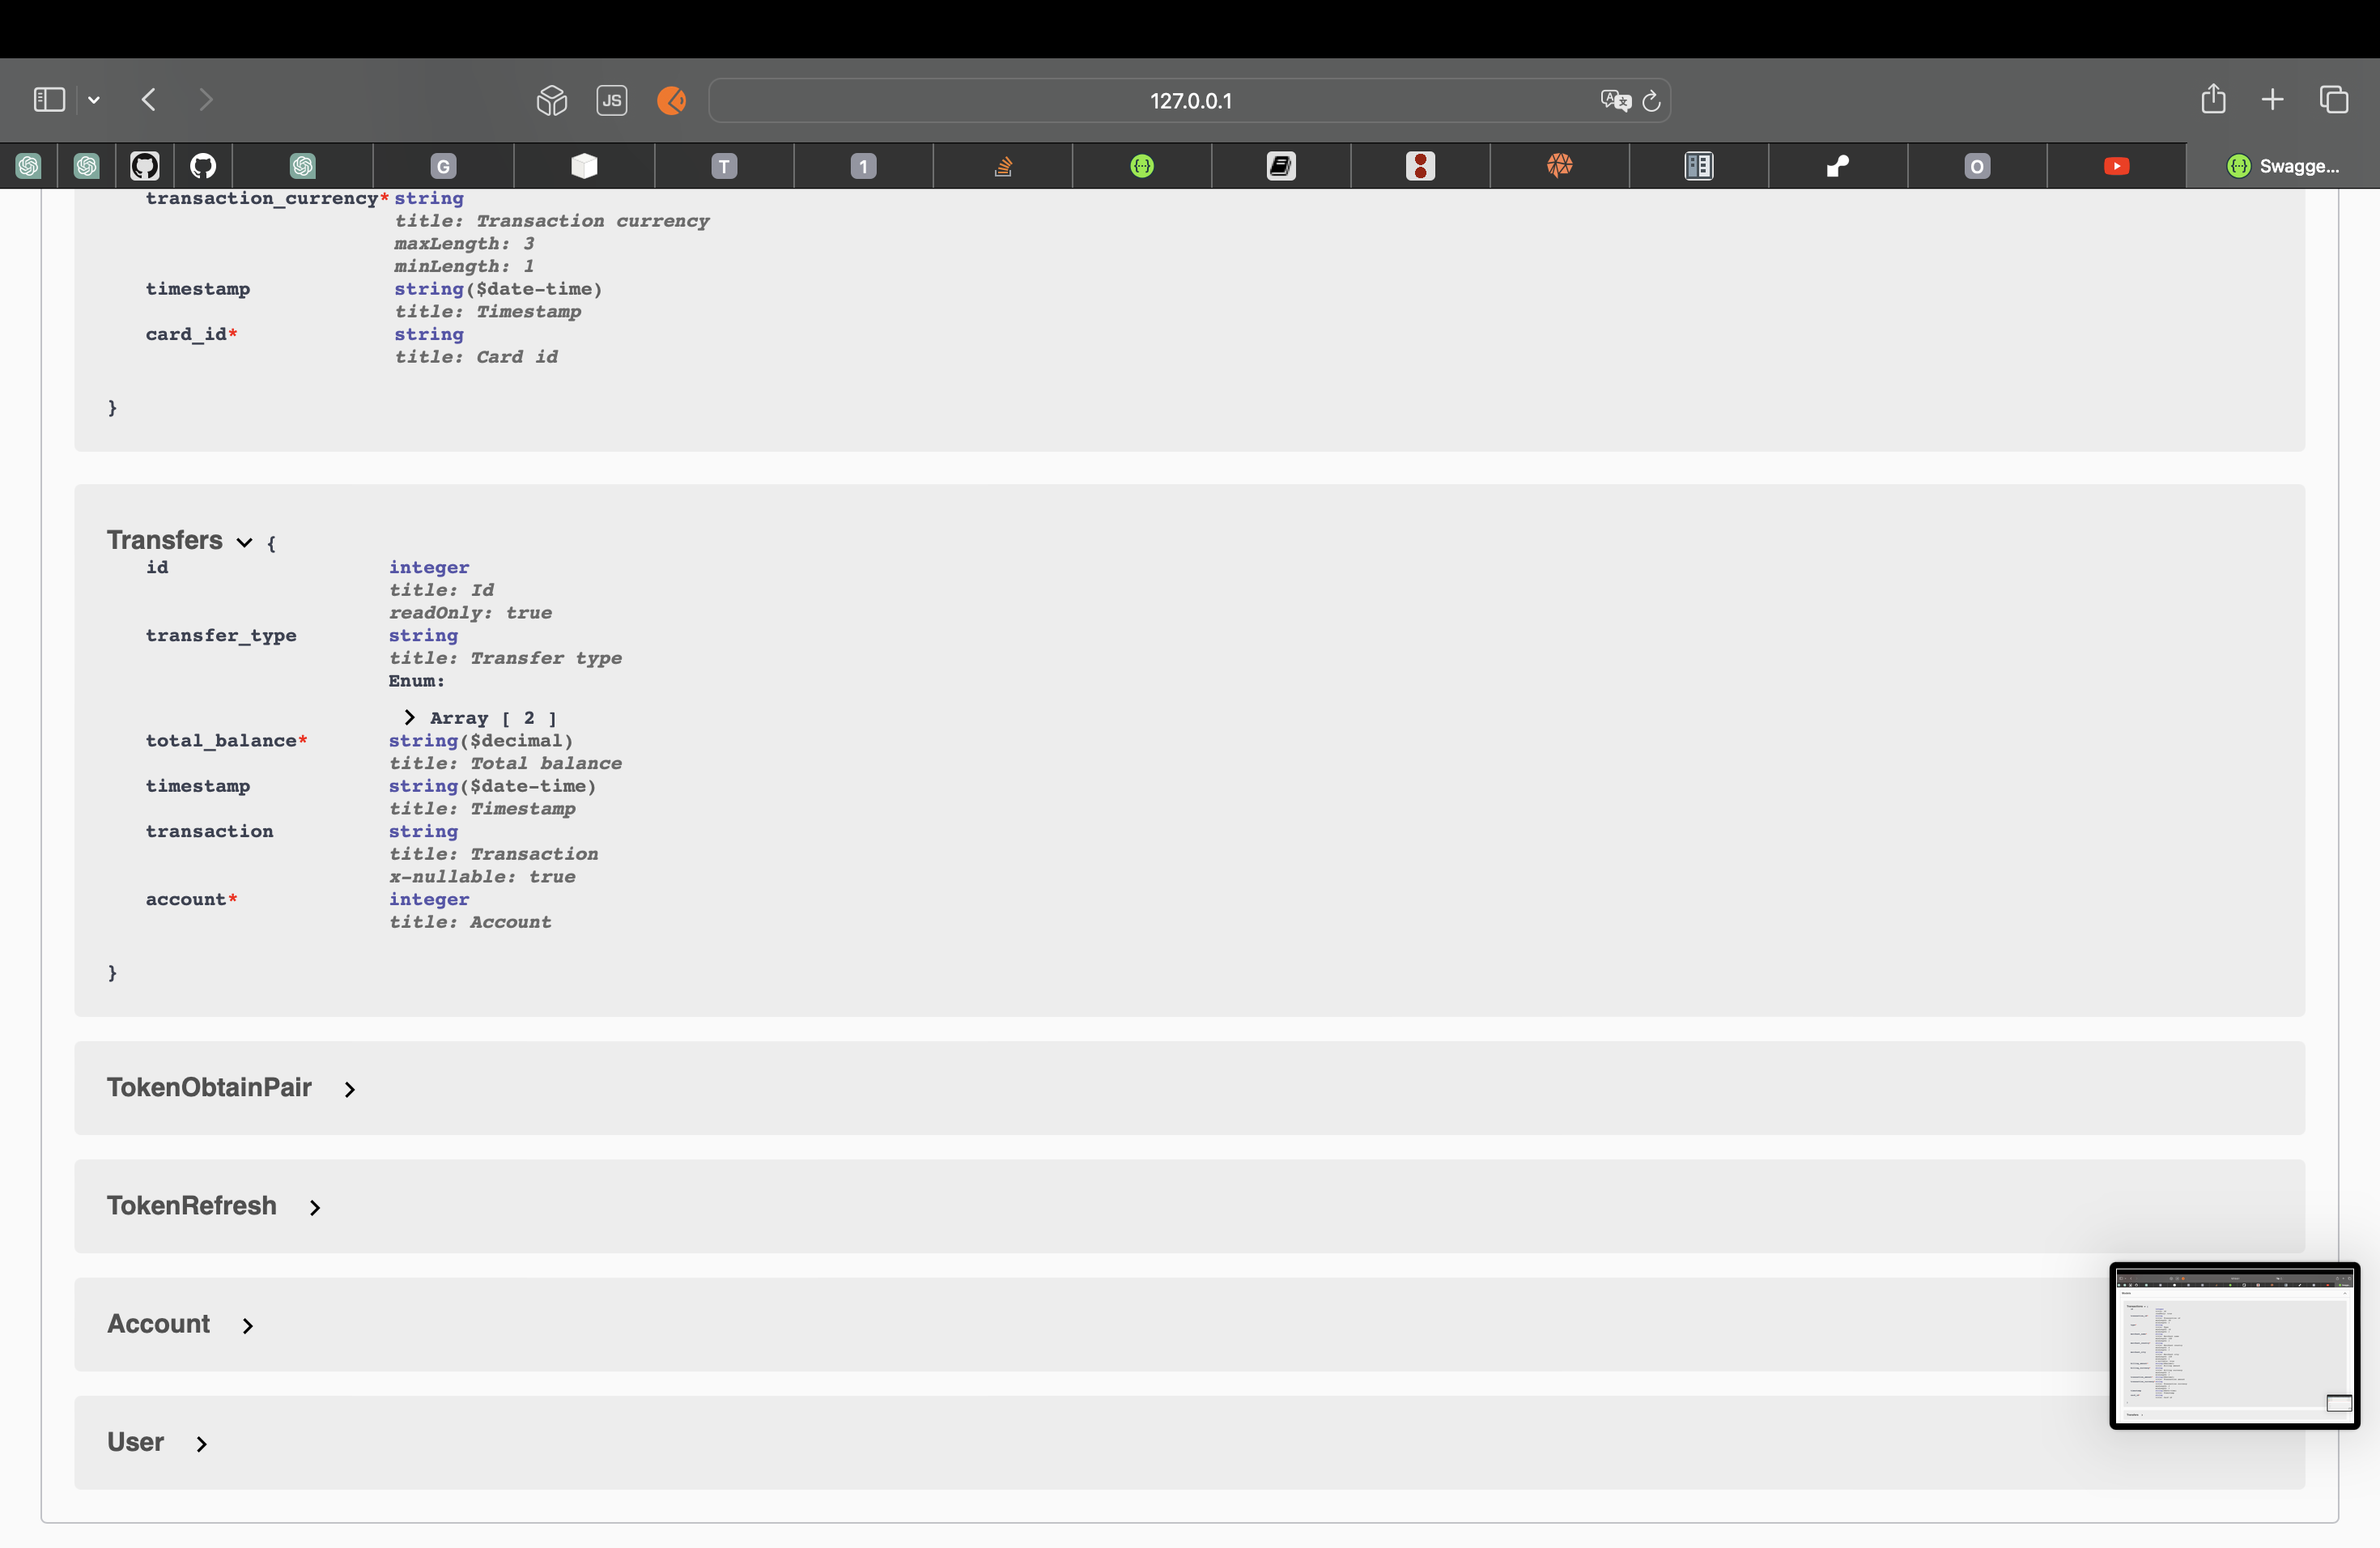 JS
127.0.0.1
G
T
1
O
Swagge...
transaction_currency* string
title: Transaction currency
maxLength: 3
minLength: 1
timestamp string($date-time)
title: Timestamp
card_id* string
title: Card id
}
Transfers {
id integer
title: Id
readOnly: true
transfer_type string
title: Transfer type
Enum:
Array [ 2 ]
total_balance* string($decimal)
title: Total balance
timestamp string($date-time)
title: Timestamp
transaction string
title: Transaction
x-nullable: true
account* integer
title: Account
}
TokenObtainPair
TokenRefresh
Account
User